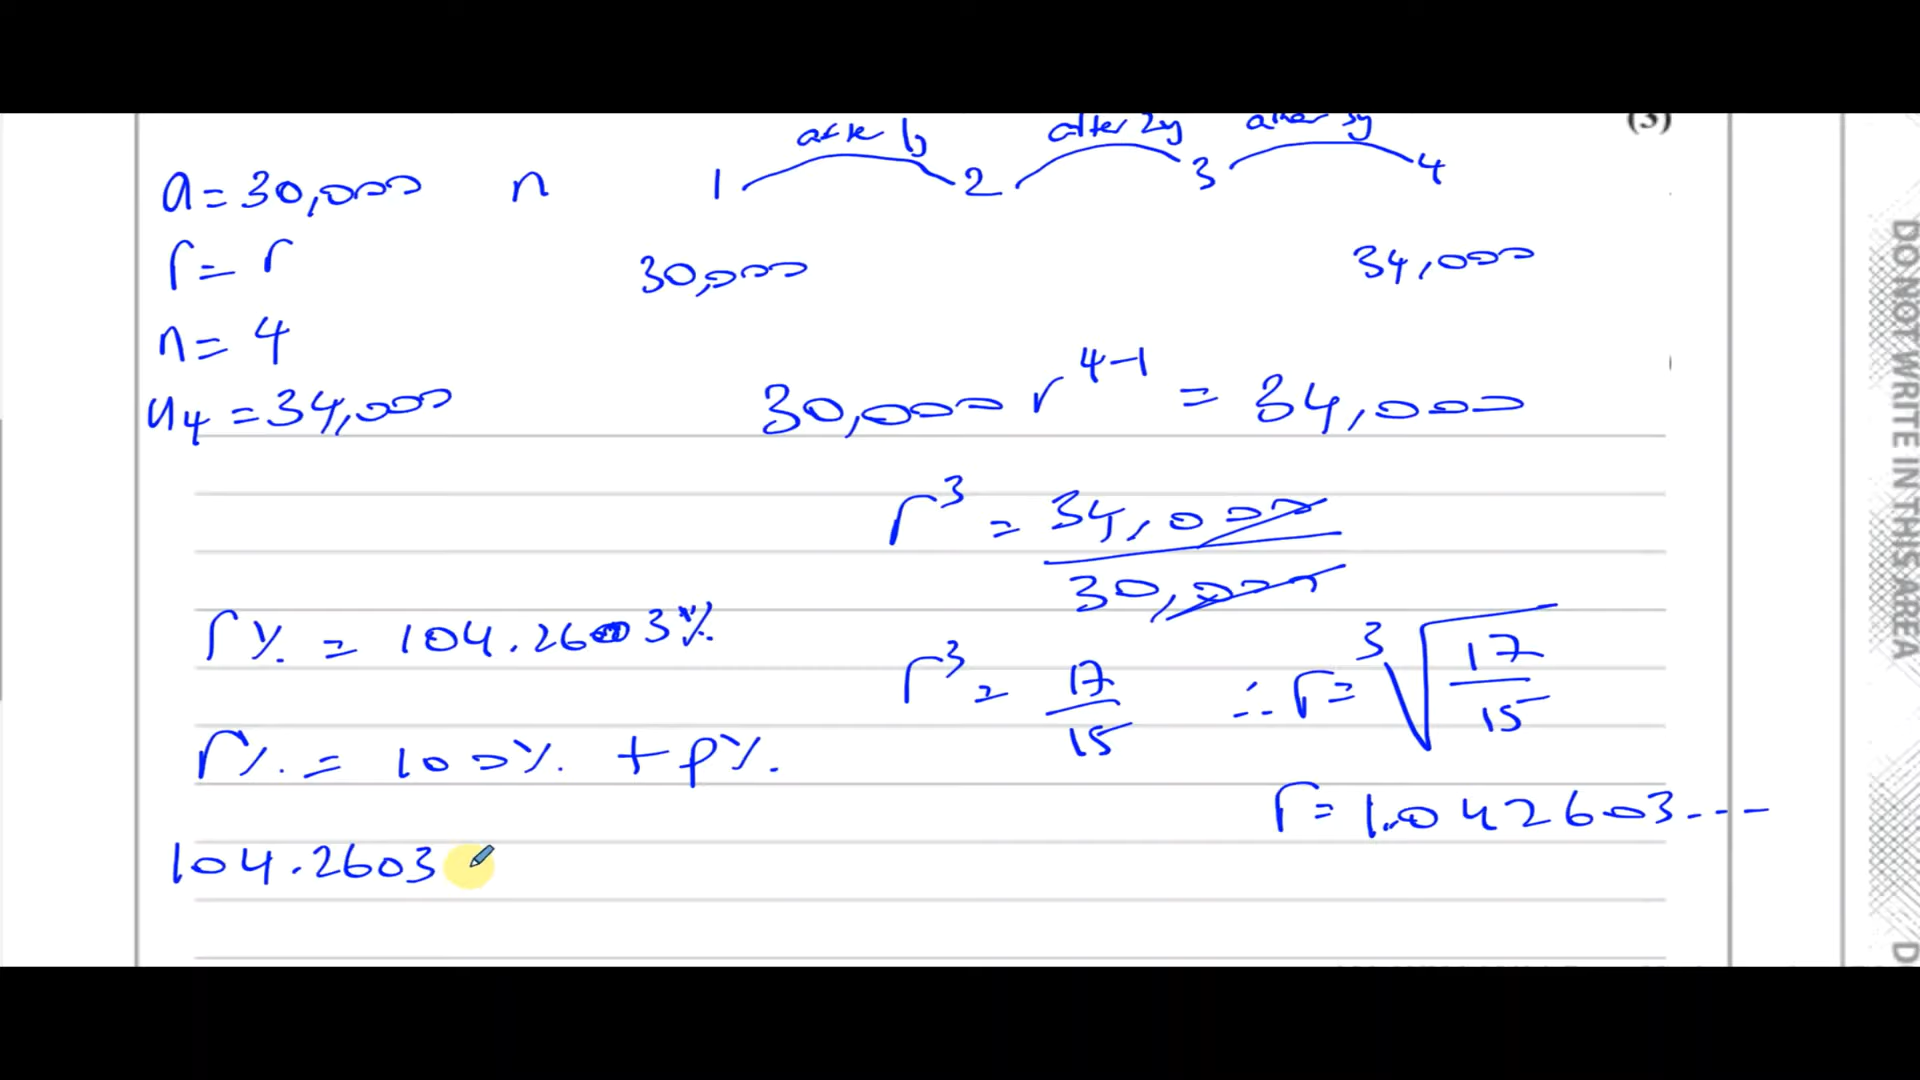 (3)
after 1y after 2y after 3y
a = 30,000 n 1 2 3 4
r = r 30,000 34,000
n = 4
u4 = 34,000 30,000 r^4-1 = 34,000
r^3 = 34,000 / 30,000
r% = 104.2603%
r^3 = 17/15 ∴ r = 3√17/15
r% = 100% + p%.
r = 1.042603...
104.2603
DO NOT WRITE IN THIS AREA
D